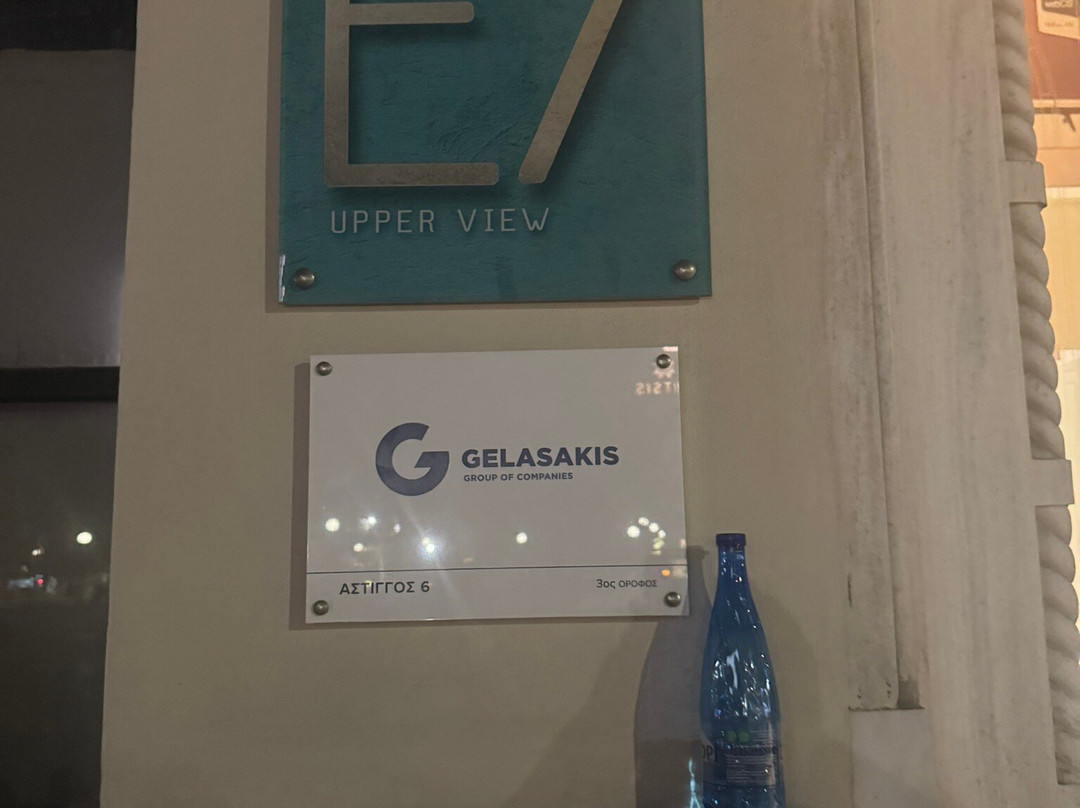 E7
UPPER VIEW
GELASAKIS
GROUP OF COMPANIES
ΑΣΤΙΓΓΟΣ 6
3ος ΟΡΟΦΟΣ